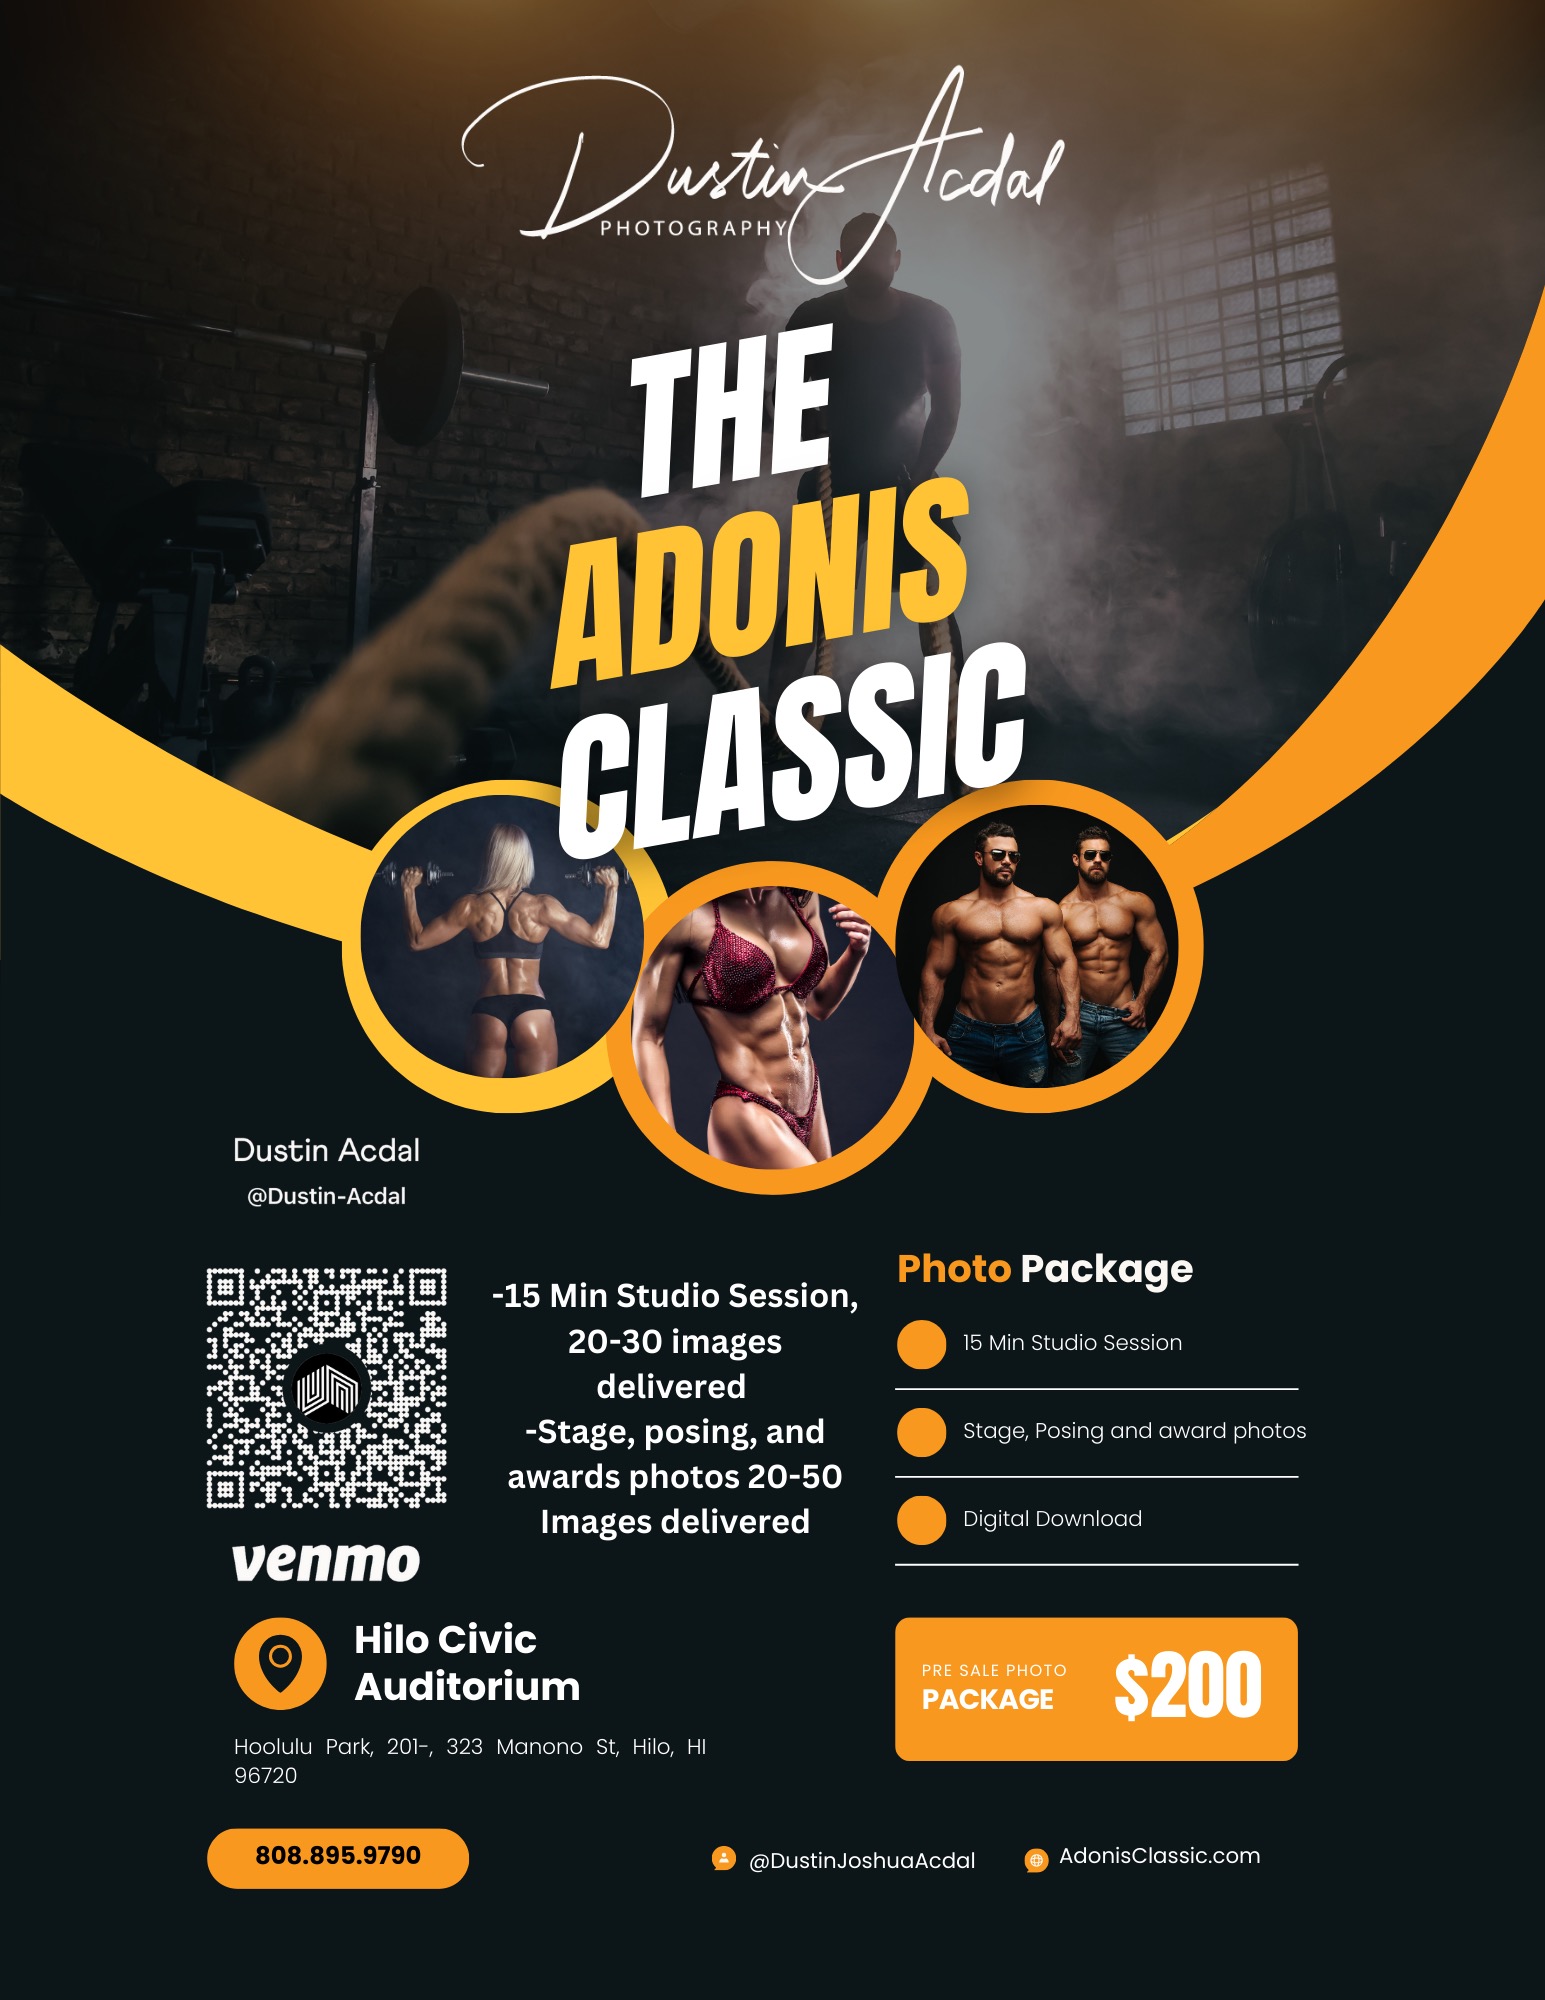 Dustin Acdal
PHOTOGRAPHY
THE
ADONIS
CLASSIC
Dustin Acdal
@Dustin-Acdal
venmo
-15 Min Studio Session,
20-30 images
delivered
-Stage, posing, and
awards photos 20-50
Images delivered
Photo Package
15 Min Studio Session
Stage, Posing and award photos
Digital Download
Hilo Civic
Auditorium
Hoolulu Park, 201-, 323 Manono St, Hilo, HI
96720
PRE SALE PHOTO
PACKAGE
$200
808.895.9790
@DustinJoshuaAcdal
AdonisClassic.com